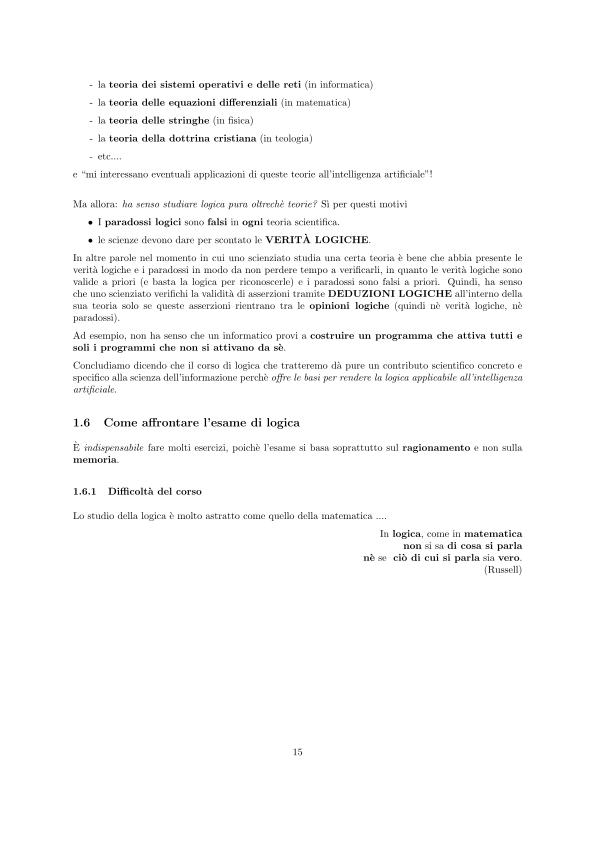 - la teoria dei sistemi operativi e delle reti (in informatica)
- la teoria delle equazioni differenziali (in matematica)
- la teoria delle stringhe (in fisica)
- la teoria della dottrina cristiana (in teologia)
- etc....
e “mi interessano eventuali applicazioni di queste teorie all'intelligenza artificiale”!
Ma allora: ha senso studiare logica pura oltrechè teorie? Sì per questi motivi
• I paradossi logici sono falsi in ogni teoria scientifica.
• le scienze devono dare per scontato le VERITÀ LOGICHE.
In altre parole nel momento in cui uno scienziato studia una certa teoria è bene che abbia presente le
verità logiche e i paradossi in modo da non perdere tempo a verificarli, in quanto le verità logiche sono
valide a priori (e basta la logica per riconoscerle) e i paradossi sono falsi a priori. Quindi, ha senso
che uno scienziato verifichi la validità di asserzioni tramite DEDUZIONI LOGICHE all'interno della
sua teoria solo se queste asserzioni rientrano tra le opinioni logiche (quindi nè verità logiche, nè
paradossi).
Ad esempio, non ha senso che un informatico provi a costruire un programma che attiva tutti e
soli i programmi che non si attivano da sè.
Concludiamo dicendo che il corso di logica che tratteremo dà pure un contributo scientifico concreto e
specifico alla scienza dell'informazione perchè offre le basi per rendere la logica applicabile all'intelligenza
artificiale.
1.6 Come affrontare l'esame di logica
È indispensabile fare molti esercizi, poichè l'esame si basa soprattutto sul ragionamento e non sulla
memoria.
1.6.1 Difficoltà del corso
Lo studio della logica è molto astratto come quello della matematica ....
In logica, come in matematica
non si sa di cosa si parla
nè se ciò di cui si parla sia vero.
(Russell)
15